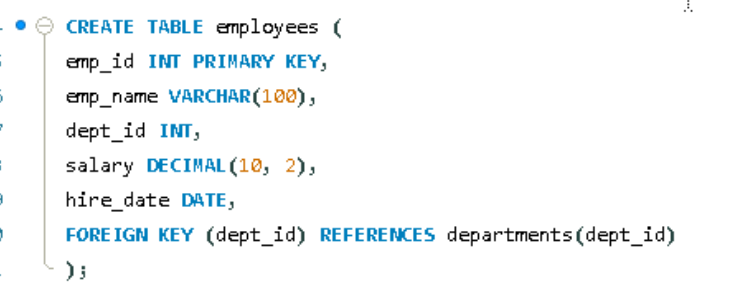 CREATE TABLE employees (
emp_id INT PRIMARY KEY,
emp_name VARCHAR(100),
dept_id INT,
salary DECIMAL(10, 2),
hire_date DATE,
FOREIGN KEY (dept_id) REFERENCES departments(dept_id)
);